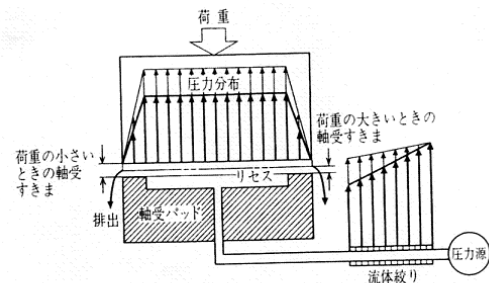 荷重
圧力分布
荷重の小さい
ときの軸受
すきま
荷重の大きいときの
軸受すきま
リセス
排出
軸受パッド
圧力源
流体絞り